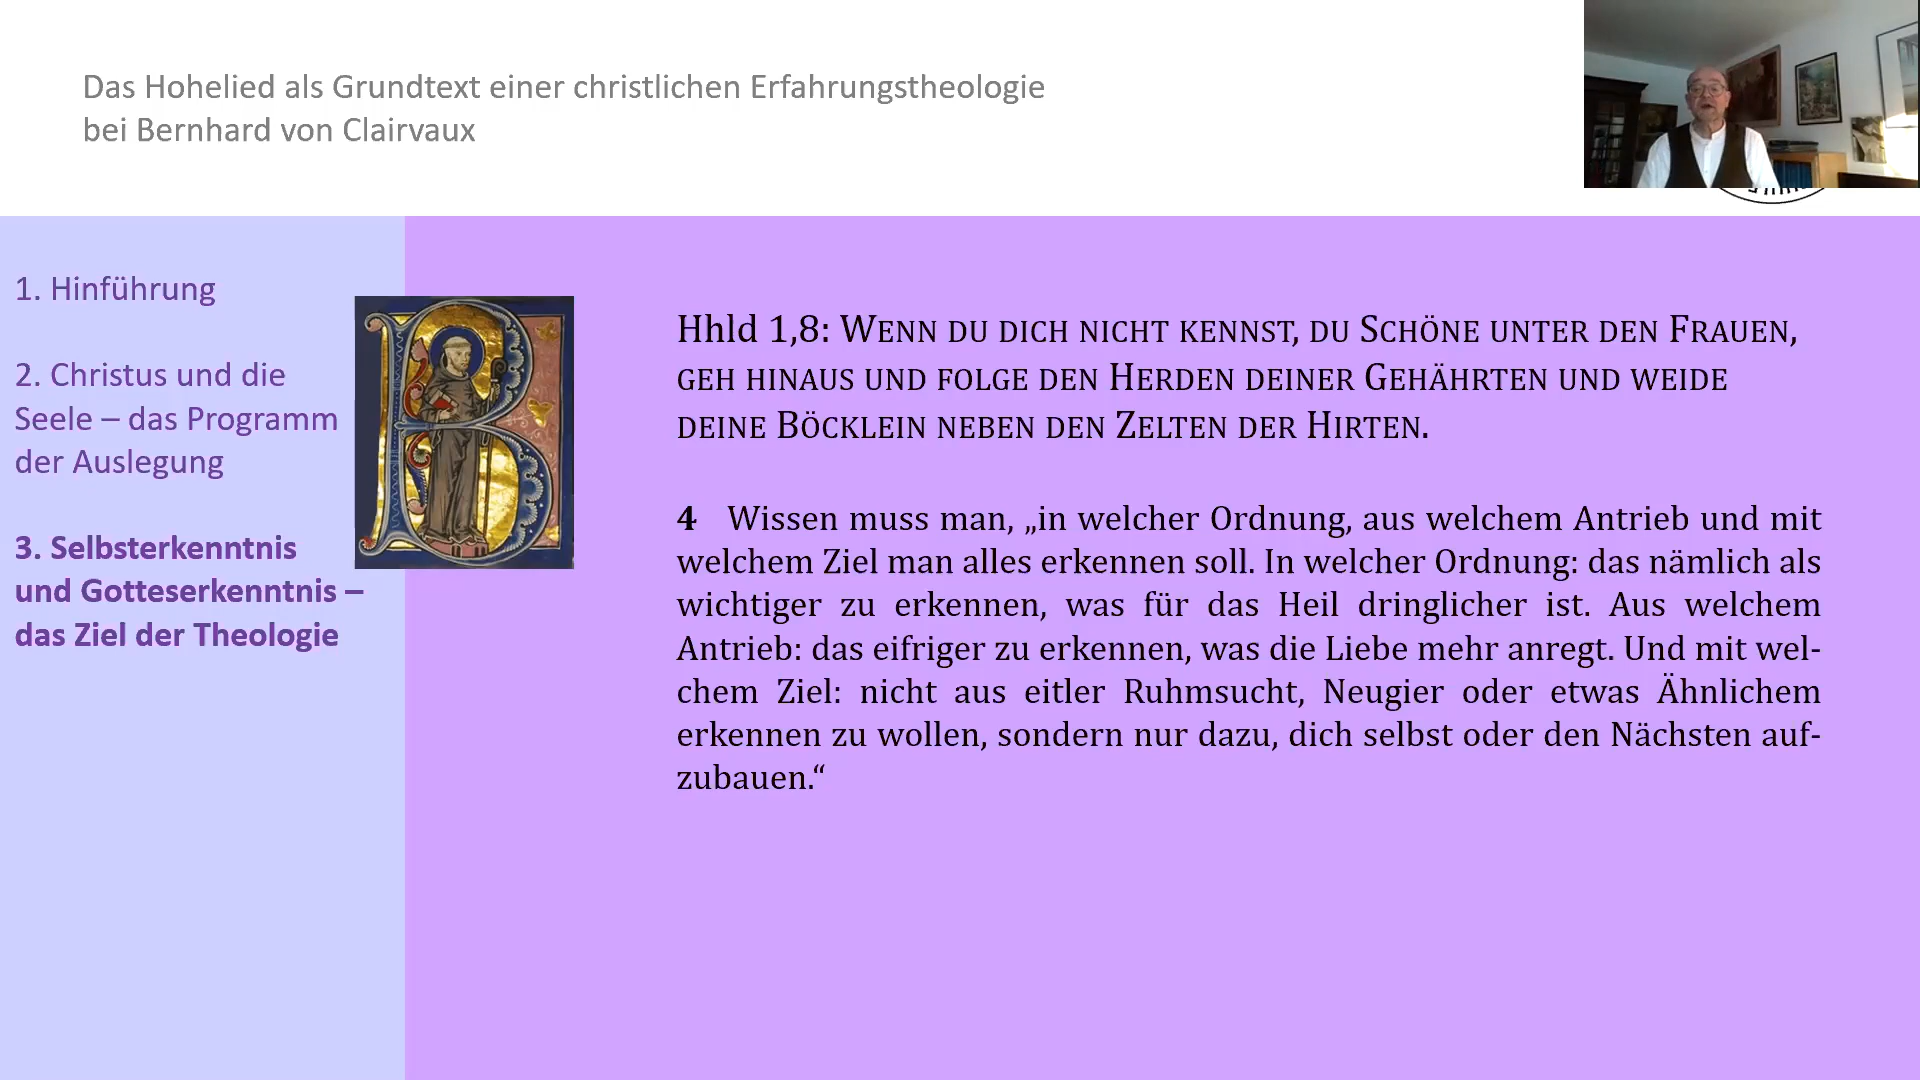 Das Hohelied als Grundtext einer christlichen Erfahrungstheologie
bei Bernhard von Clairvaux
1. Hinführung
2. Christus und die
Seele – das Programm
der Auslegung
3. Selbsterkenntnis
und Gotteserkenntnis –
das Ziel der Theologie
Hhld 1,8: WENN DU DICH NICHT KENNST, DU SCHÖNE UNTER DEN FRAUEN,
GEH HINAUS UND FOLGE DEN HERDEN DEINER GEHÄHRTEN UND WEIDE
DEINE BÖCKLEIN NEBEN DEN ZELTEN DER HIRTEN.
4 Wissen muss man, „in welcher Ordnung, aus welchem Antrieb und mit
welchem Ziel man alles erkennen soll. In welcher Ordnung: das nämlich als
wichtiger zu erkennen, was für das Heil dringlicher ist. Aus welchem
Antrieb: das eifriger zu erkennen, was die Liebe mehr anregt. Und mit wel-
chem Ziel: nicht aus eitler Ruhmsucht, Neugier oder etwas Ähnlichem
erkennen zu wollen, sondern nur dazu, dich selbst oder den Nächsten auf-
zubauen.“